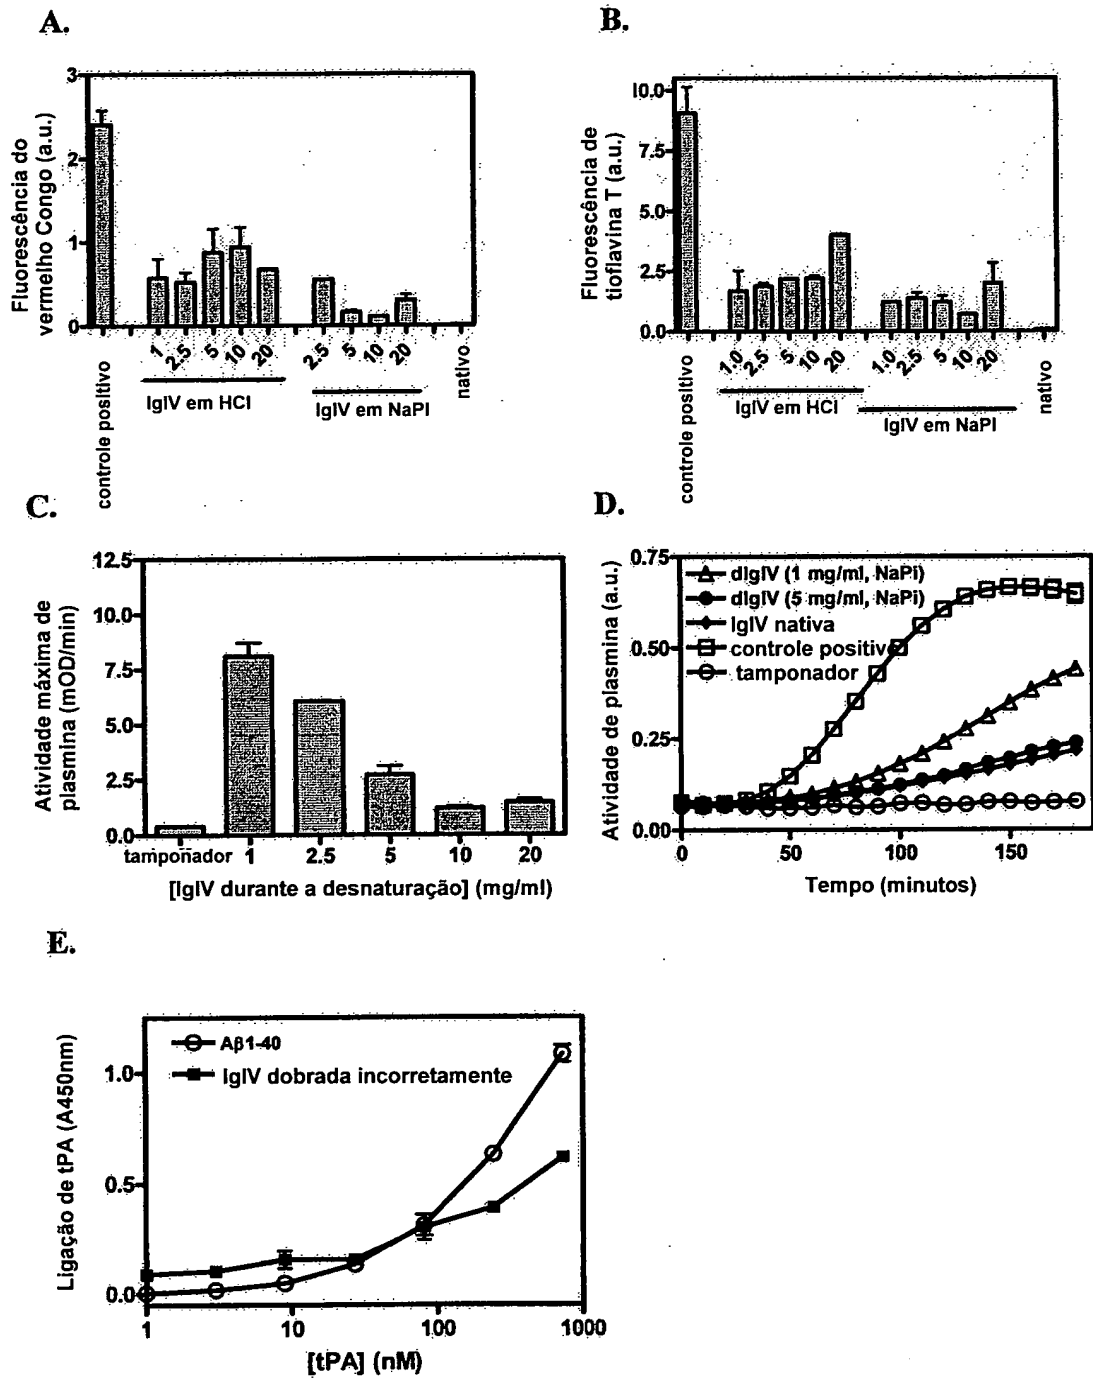 A.
Fluorescência do
vermelho Congo (a.u.)
3
2
1
0
controle positivo
1
2.5
5
10
20
IgIV em HCl
2.5
5
10
20
IgIV em NaPI
nativo
B.
Fluorescência de
tioflavina T (a.u.)
10.0
7.5
5.0
2.5
0.0
controle positivo
1.0
2.5
5
10
20
IgIV em HCl
1.0
2.5
5
10
20
IgIV em NaPI
nativo
C.
Atividade máxima de
plasmina (mOD/min)
12.5
10.0
7.5
5.0
2.5
0.0
tamponador 1 2.5 5 10 20
[IgIV durante a desnaturação] (mg/ml)
D.
Atividade de plasmina (a.u.)
0.75
0.50
0.25
0.00
dIgIV (1 mg/ml, NaPi)
dIgIV (5 mg/ml, NaPi)
IgIV nativa
controle positivo
tamponador
0 50 100 150
Tempo (minutos)
E.
Ligação de tPA (A450nm)
1.0
0.5
0.0
Aβ1-40
IgIV dobrada incorretamente
1 10 100 1000
[tPA] (nM)